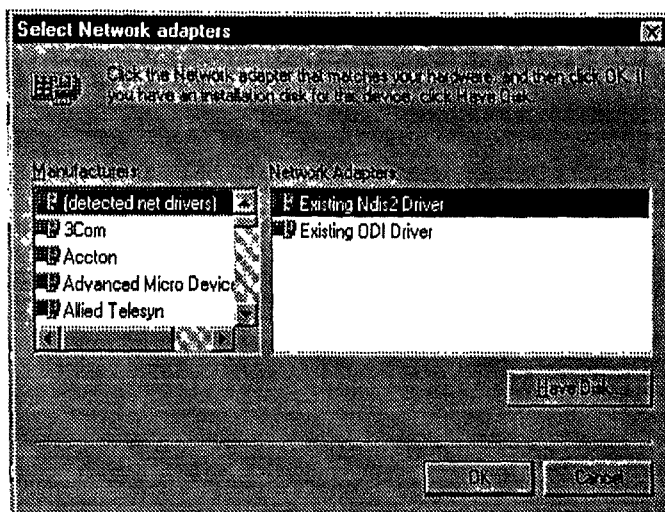 Select Network adapters
Click the Network adapter that matches your hardware, and then click OK. If
you have an installation disk for this device, click Have Disk.
Manufacturers:
Network Adapters:
(detected net drivers)
3Com
Accton
Advanced Micro Device
Allied Telesyn
Existing Ndis2 Driver
Existing ODI Driver
Have Disk...
OK
Cancel